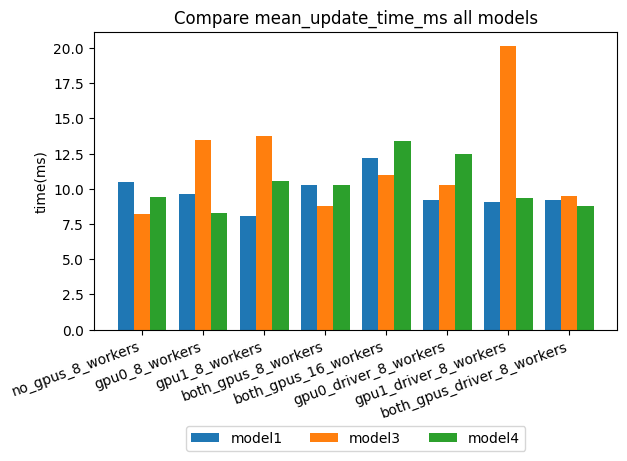 Compare mean_update_time_ms all models
time(ms)
20.0
17.5
15.0
12.5
10.0
7.5
5.0
2.5
0.0
no_gpus_8_workers
gpu0_8_workers
gpu1_8_workers
both_gpus_8_workers
both_gpus_16_workers
gpu0_driver_8_workers
gpu1_driver_8_workers
both_gpus_driver_8_workers
model1
model3
model4